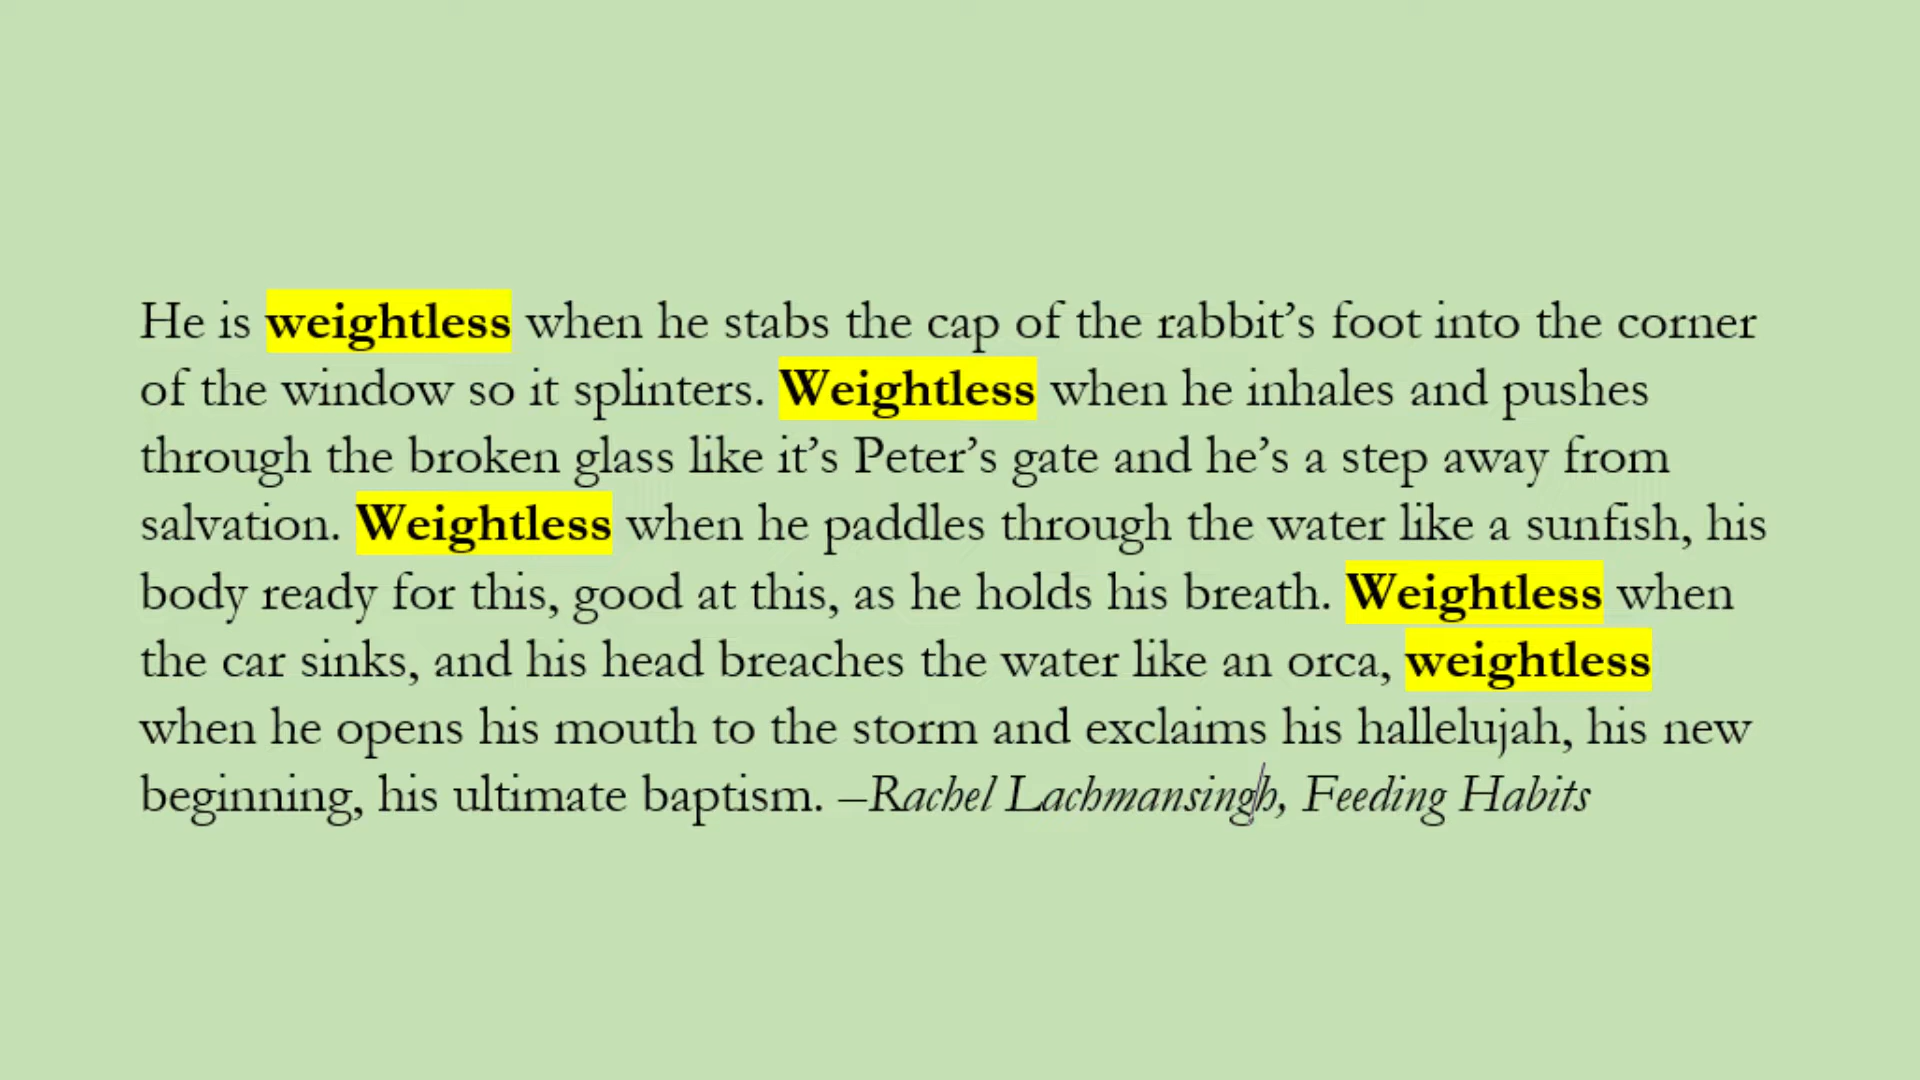 He is weightless when he stabs the cap of the rabbit’s foot into the corner
of the window so it splinters. Weightless when he inhales and pushes
through the broken glass like it’s Peter’s gate and he’s a step away from
salvation. Weightless when he paddles through the water like a sunfish, his
body ready for this, good at this, as he holds his breath. Weightless when
the car sinks, and his head breaches the water like an orca, weightless
when he opens his mouth to the storm and exclaims his hallelujah, his new
beginning, his ultimate baptism. –Rachel Lachmansingh, Feeding Habits